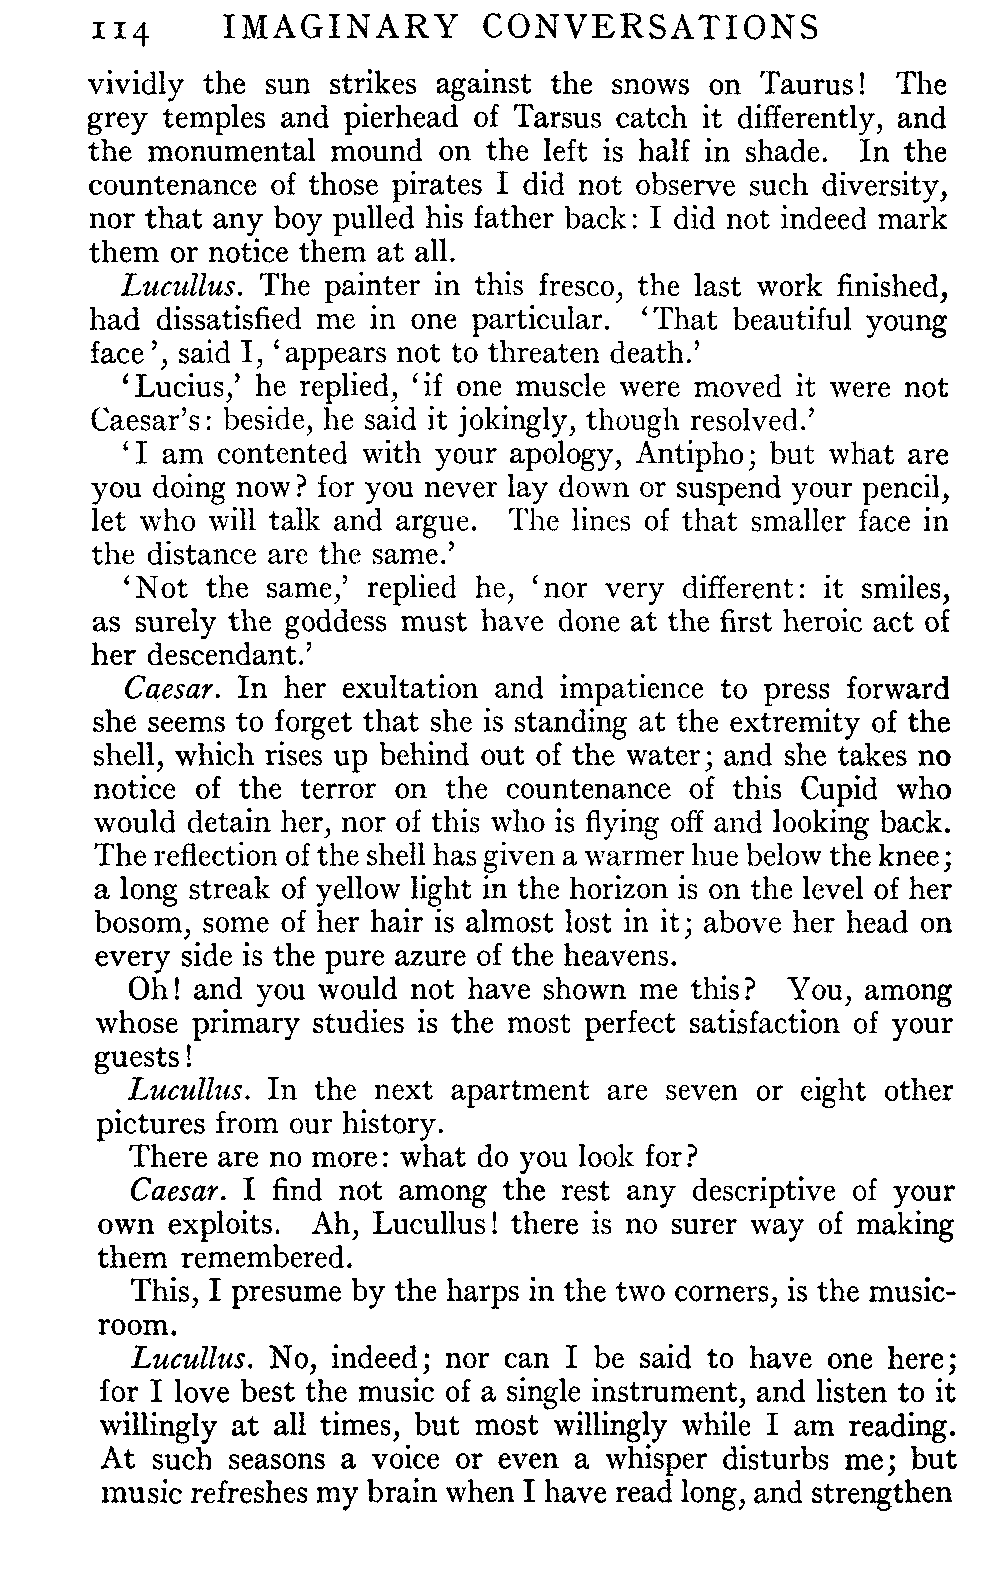 114 IMAGINARY CONVERSATIONS
vividly the sun strikes against the snows on Taurus! The
grey temples and pierhead of Tarsus catch it differently, and
the monumental mound on the left is half in shade. In the
countenance of those pirates I did not observe such diversity,
nor that any boy pulled his father back: I did not indeed mark
them or notice them at all.
Lucullus. The painter in this fresco, the last work finished,
had dissatisfied me in one particular. ‘That beautiful young
face’, said I, ‘appears not to threaten death.’
‘Lucius,’ he replied, ‘if one muscle were moved it were not
Caesar's: beside, he said it jokingly, though resolved.’
‘I am contented with your apology, Antipho; but what are
you doing now? for you never lay down or suspend your pencil,
let who will talk and argue. The lines of that smaller face in
the distance are the same.’
‘Not the same,’ replied he, ‘nor very different: it smiles,
as surely the goddess must have done at the first heroic act of
her descendant.’
Caesar. In her exultation and impatience to press forward
she seems to forget that she is standing at the extremity of the
shell, which rises up behind out of the water; and she takes no
notice of the terror on the countenance of this Cupid who
would detain her, nor of this who is flying off and looking back.
The reflection of the shell has given a warmer hue below the knee;
a long streak of yellow light in the horizon is on the level of her
bosom, some of her hair is almost lost in it; above her head on
every side is the pure azure of the heavens.
Oh! and you would not have shown me this? You, among
whose primary studies is the most perfect satisfaction of your
guests!
Lucullus. In the next apartment are seven or eight other
pictures from our history.
There are no more: what do you look for?
Caesar. I find not among the rest any descriptive of your
own exploits. Ah, Lucullus! there is no surer way of making
them remembered.
This, I presume by the harps in the two corners, is the music-
room.
Lucullus. No, indeed; nor can I be said to have one here;
for I love best the music of a single instrument, and listen to it
willingly at all times, but most willingly while I am reading.
At such seasons a voice or even a whisper disturbs me; but
music refreshes my brain when I have read long, and strengthen